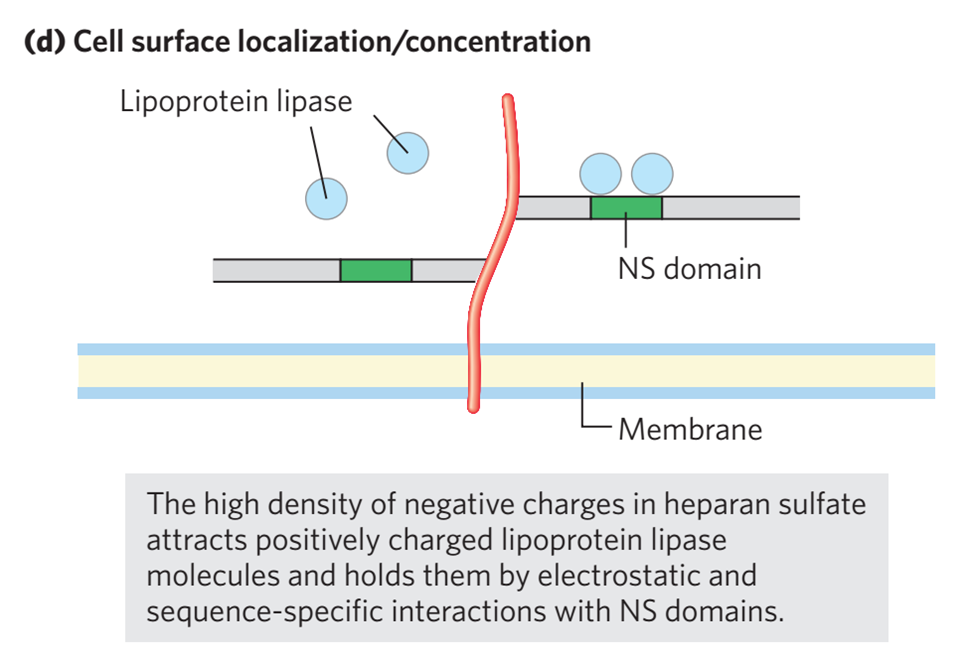 (d) Cell surface localization/concentration
Lipoprotein lipase
NS domain
Membrane
The high density of negative charges in heparan sulfate
attracts positively charged lipoprotein lipase
molecules and holds them by electrostatic and
sequence-specific interactions with NS domains.